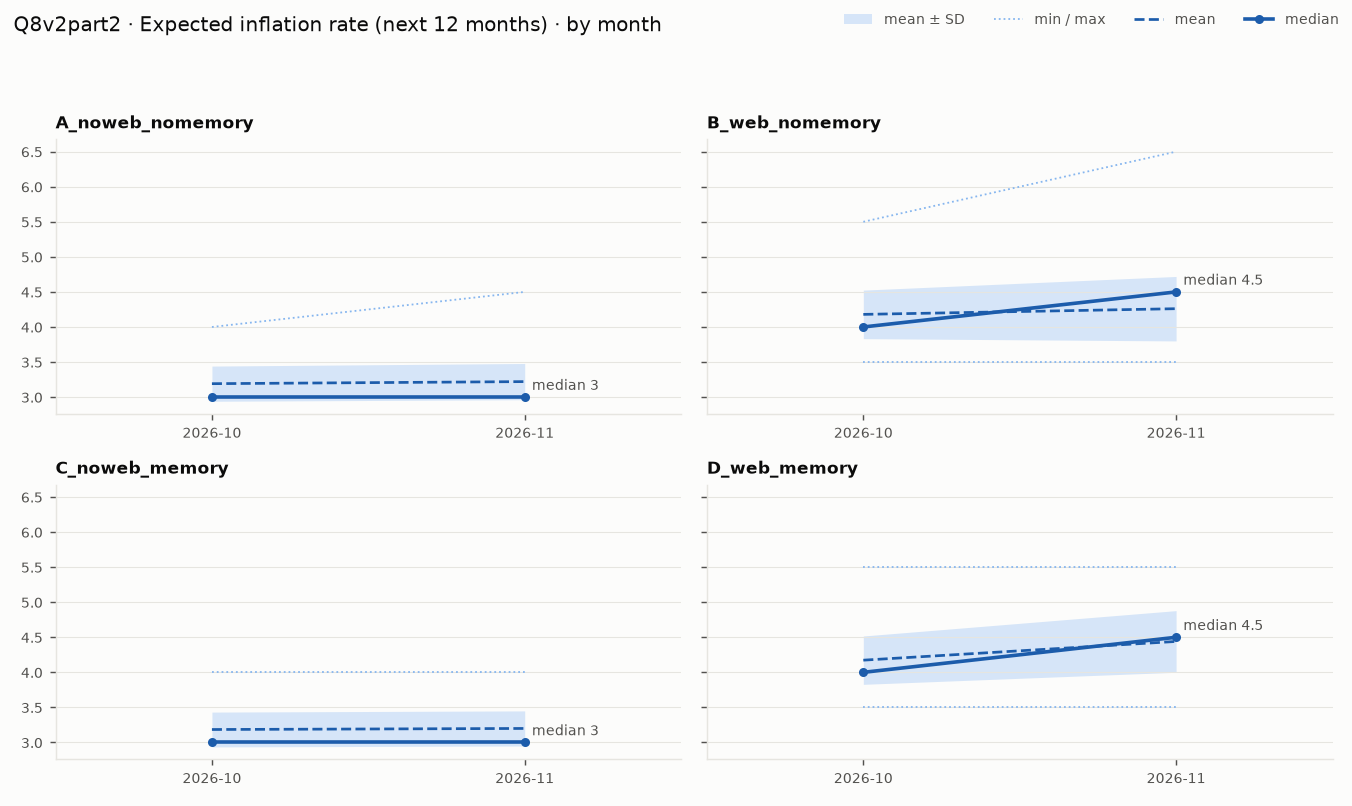 Q8v2part2 · Expected inflation rate (next 12 months) · by month
mean ± SD   min / max   mean   median
A_noweb_nomemory
6.5
6.0
5.5
5.0
4.5
4.0
3.5
3.0
median 3
2026-10   2026-11
B_web_nomemory
median 4.5
2026-10   2026-11
C_noweb_memory
6.5
6.0
5.5
5.0
4.5
4.0
3.5
3.0
median 3
2026-10   2026-11
D_web_memory
median 4.5
2026-10   2026-11